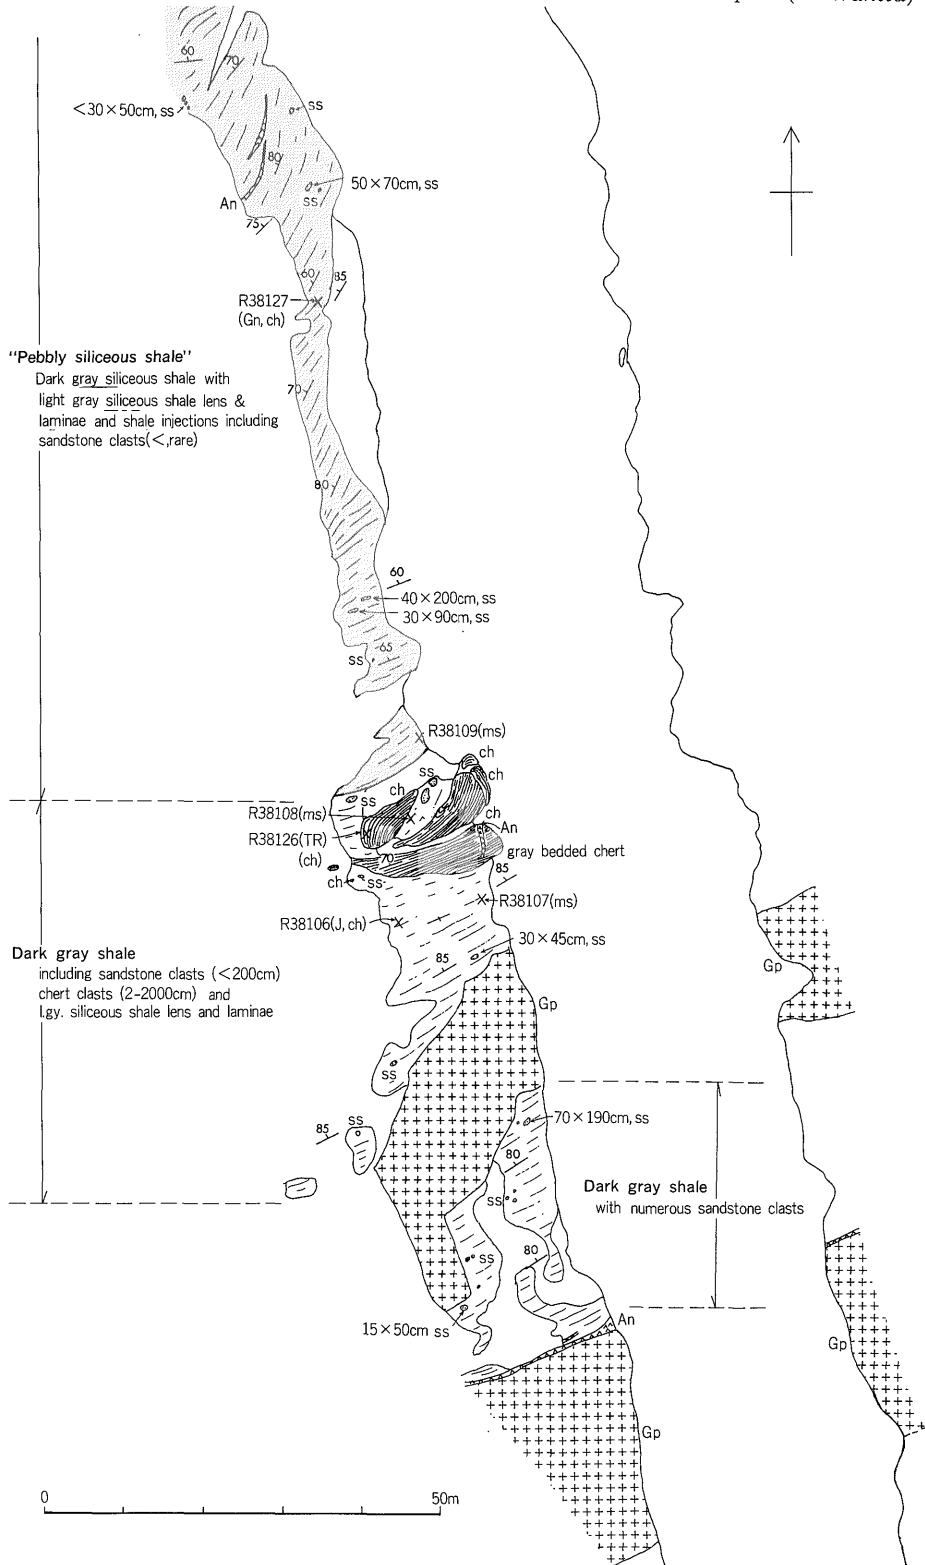 60
70
<30×50cm, ss
ss
80
50×70cm, ss
ss
An
75
60
85
R38127
(Gn, ch)
"Pebbly siliceous shale"
Dark gray siliceous shale with
light gray siliceous shale lens &
laminae and shale injections including
sandstone clasts(<,rare)
70
80
60
40×200cm, ss
30×90cm, ss
ss
65
R38109(ms)
ch
ss
ch
ch
ss
R38108(ms)
ch
An
R38126(TR)
(ch)
70
gray bedded chert
85
ch
ss
R38107(ms)
R38106(J, ch)
30×45cm, ss
85
Dark gray shale
including sandstone clasts (<200cm)
chert clasts (2-2000cm) and
l.gy. siliceous shale lens and laminae
Gp
Gp
ss
70×190cm, ss
85
ss
80
Dark gray shale
with numerous sandstone clasts
ss
ss
80
15×50cm ss
An
Gp
Gp
0
50m